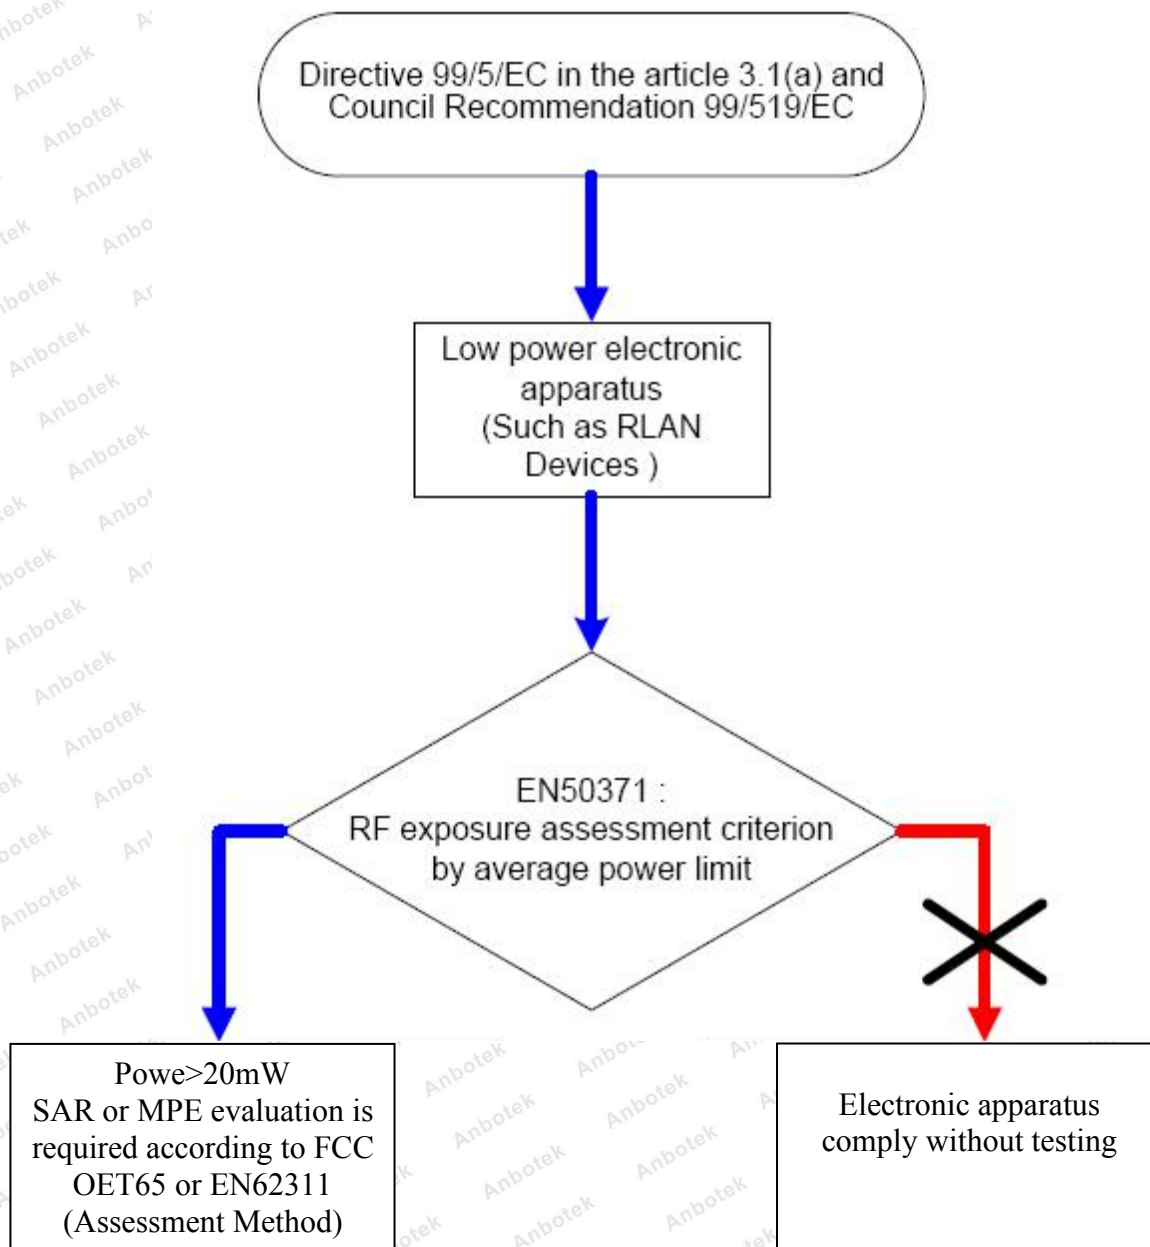 Directive 99/5/EC in the article 3.1(a) and
Council Recommendation 99/519/EC
Low power electronic
apparatus
(Such as RLAN
Devices )
EN50371 :
RF exposure assessment criterion
by average power limit
Powe>20mW
SAR or MPE evaluation is
required according to FCC
OET65 or EN62311
(Assessment Method)
Electronic apparatus
comply without testing
Anbotek